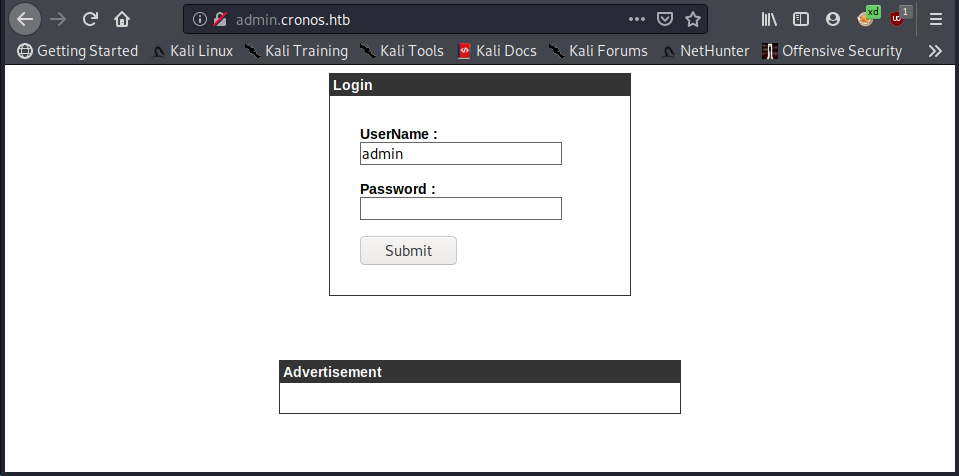 admin.cronos.htb
xd
1
Getting Started Kali Linux Kali Training Kali Tools Kali Docs Kali Forums NetHunter Offensive Security
Login
UserName :
admin
Password :
Submit
Advertisement